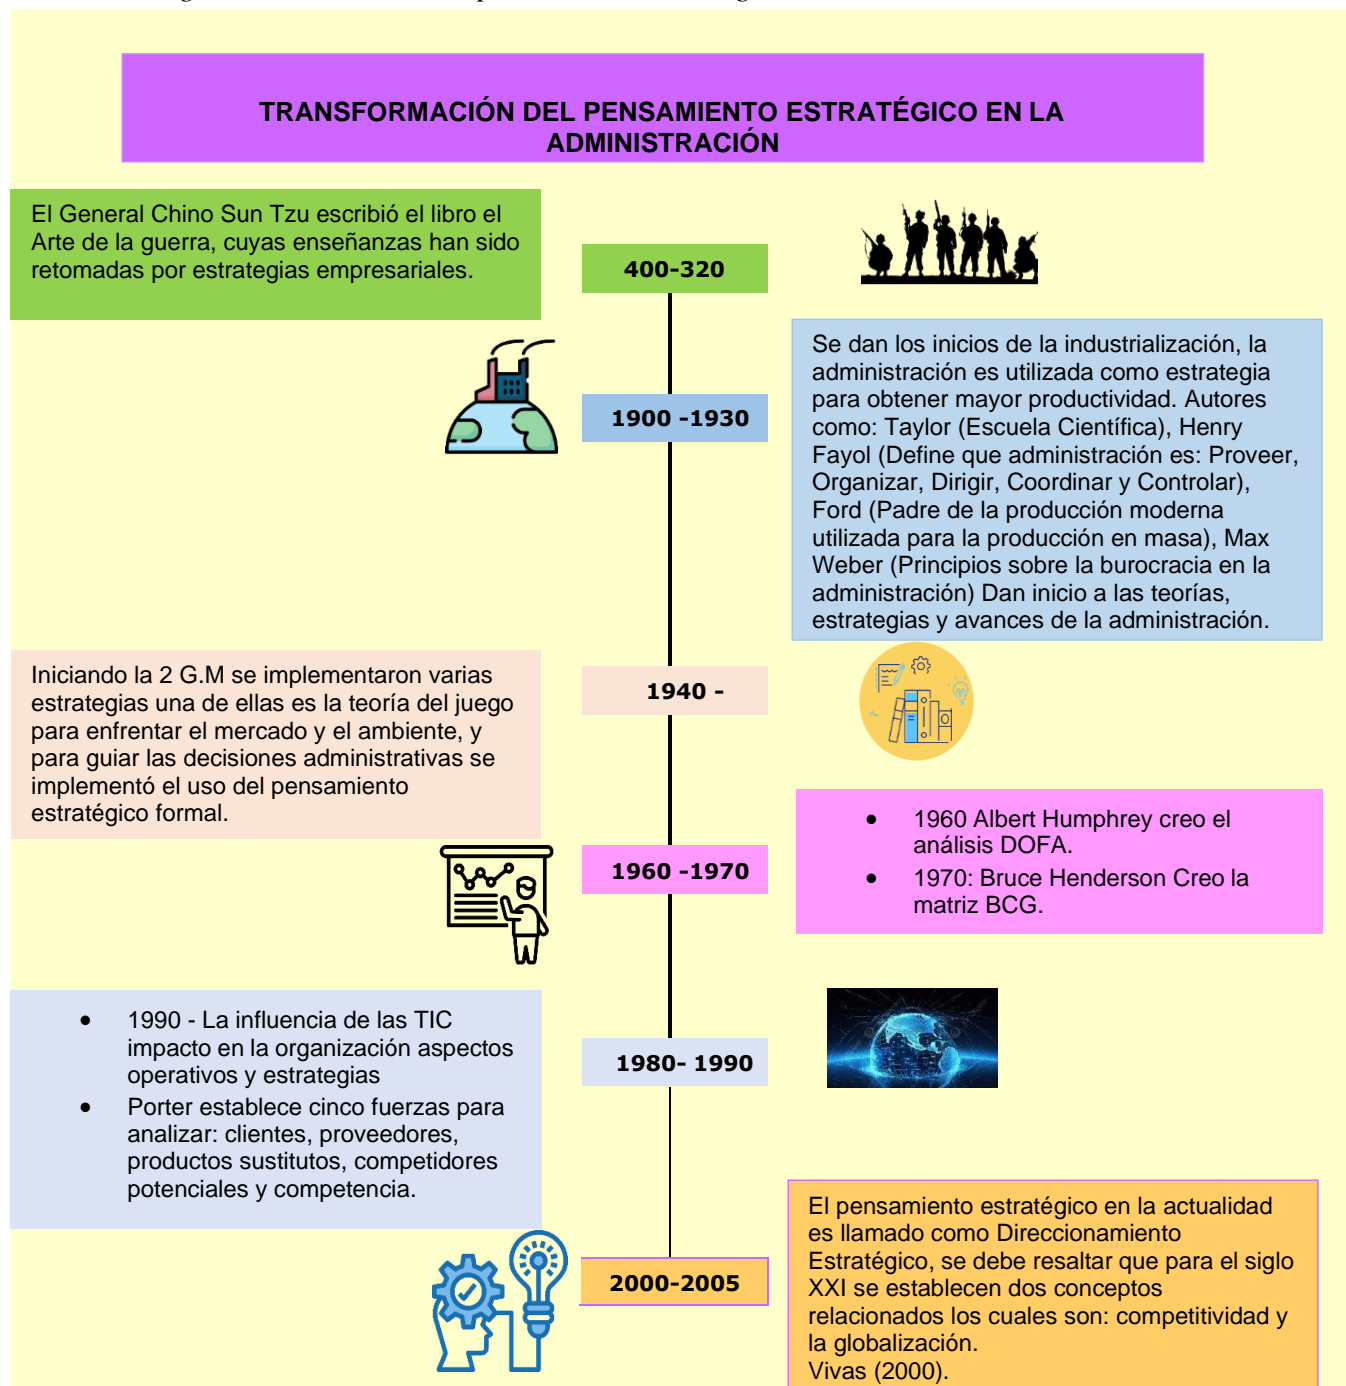 TRANSFORMACIÓN DEL PENSAMIENTO ESTRATÉGICO EN LA
ADMINISTRACIÓN
El General Chino Sun Tzu escribió el libro el
Arte de la guerra, cuyas enseñanzas han sido
retomadas por estrategias empresariales.
400-320
1900 -1930
Se dan los inicios de la industrialización, la
administración es utilizada como estrategia
para obtener mayor productividad. Autores
como: Taylor (Escuela Científica), Henry
Fayol (Define que administración es: Proveer,
Organizar, Dirigir, Coordinar y Controlar),
Ford (Padre de la producción moderna
utilizada para la producción en masa), Max
Weber (Principios sobre la burocracia en la
administración) Dan inicio a las teorías,
estrategias y avances de la administración.
Iniciando la 2 G.M se implementaron varias
estrategias una de ellas es la teoría del juego
para enfrentar el mercado y el ambiente, y
para guiar las decisiones administrativas se
implementó el uso del pensamiento
estratégico formal.
1940 -
1960 -1970
• 1960 Albert Humphrey creo el
análisis DOFA.
• 1970: Bruce Henderson Creo la
matriz BCG.
• 1990 - La influencia de las TIC
impacto en la organización aspectos
operativos y estrategias
• Porter establece cinco fuerzas para
analizar: clientes, proveedores,
productos sustitutos, competidores
potenciales y competencia.
1980- 1990
2000-2005
El pensamiento estratégico en la actualidad
es llamado como Direccionamiento
Estratégico, se debe resaltar que para el siglo
XXI se establecen dos conceptos
relacionados los cuales son: competitividad y
la globalización.
Vivas (2000).